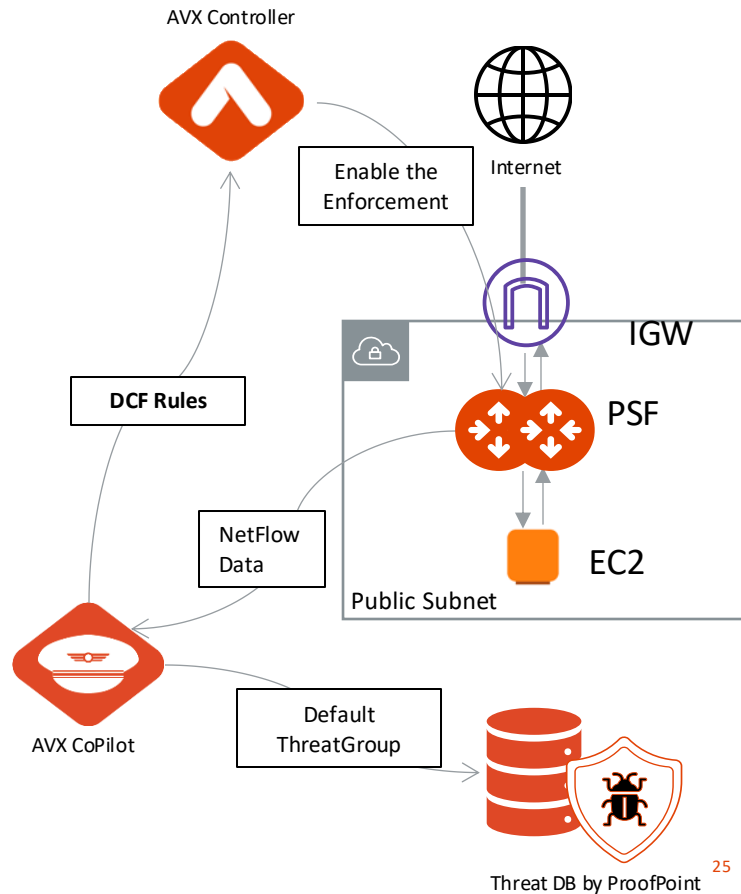 AVX Controller
Internet
Enable the
Enforcement
IGW
DCF Rules
PSF
NetFlow
Data
EC2
Public Subnet
AVX CoPilot
Default
ThreatGroup
Threat DB by ProofPoint
25